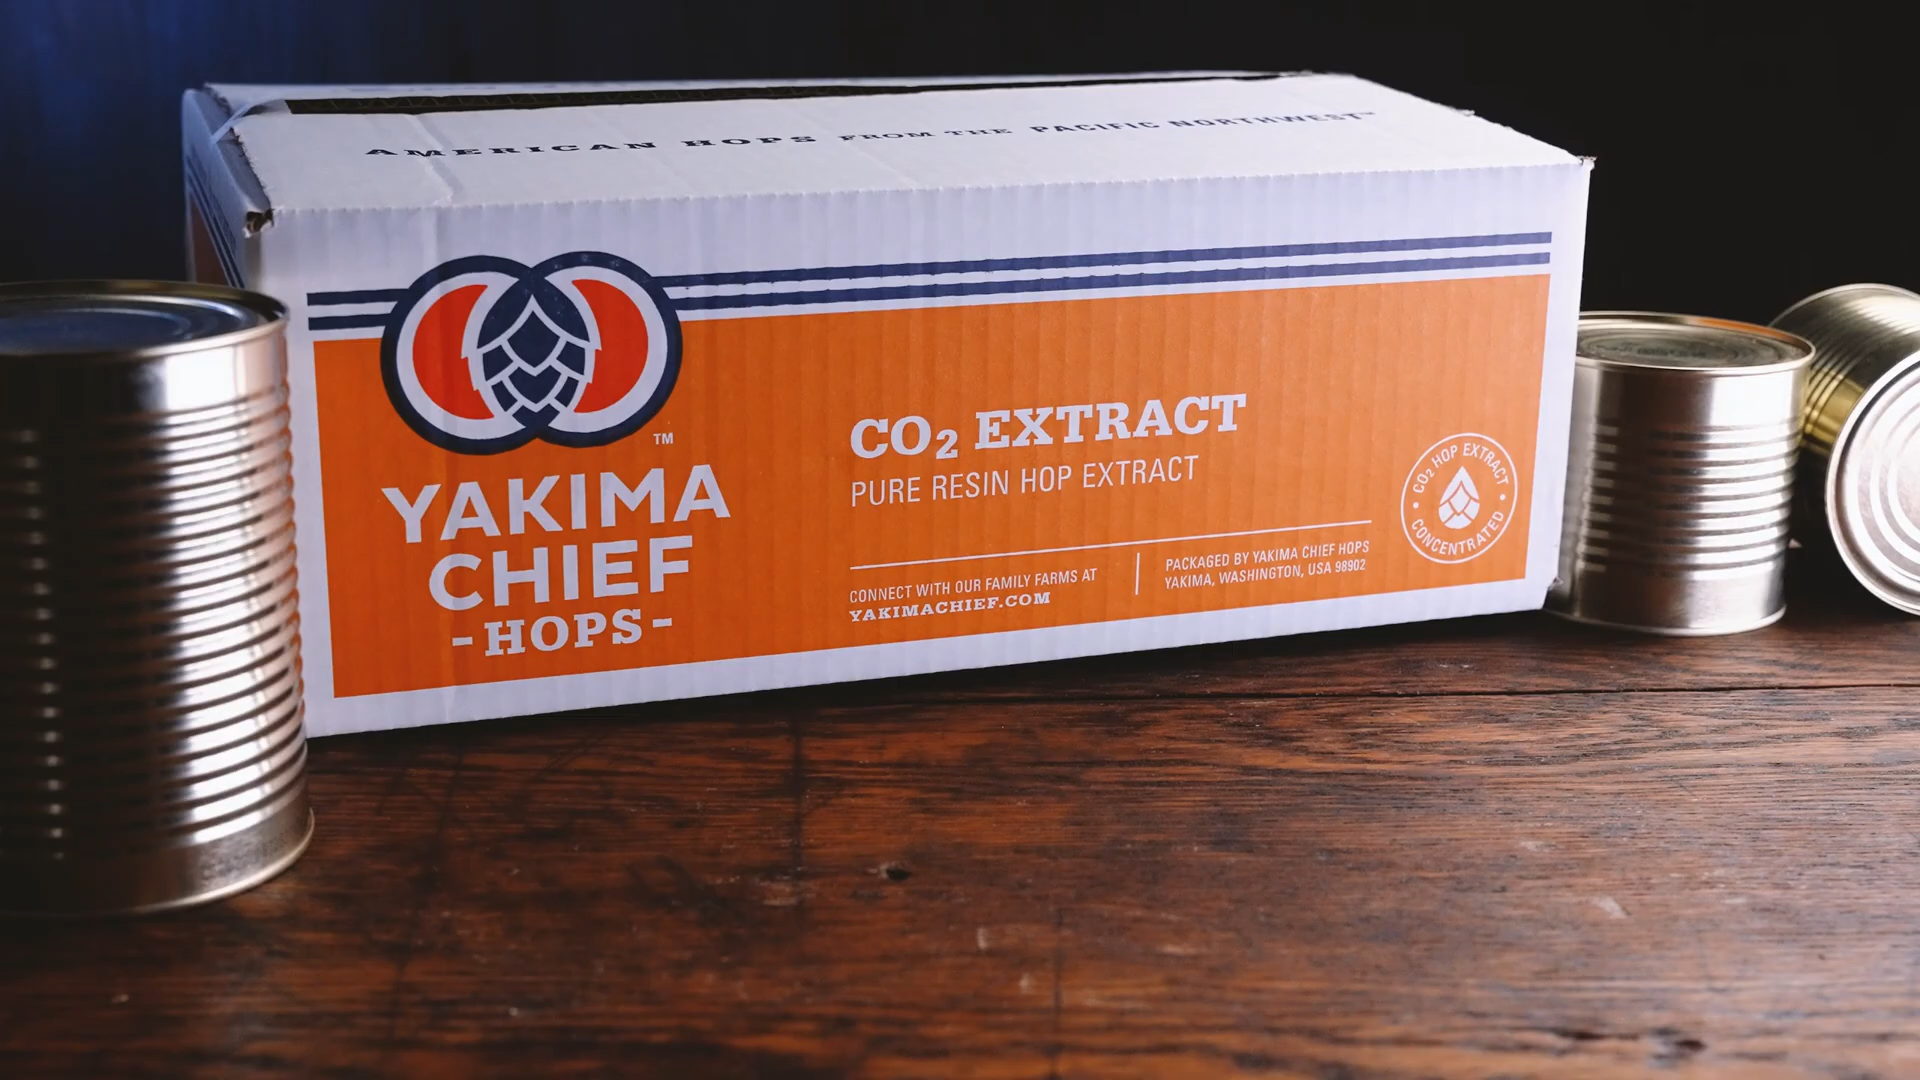 AMERICAN HOPS FROM THE PACIFIC NORTHWEST™
TM
YAKIMA
CHIEF
-HOPS-
CO₂ EXTRACT
PURE RESIN HOP EXTRACT
CONNECT WITH OUR FAMILY FARMS AT
YAKIMACHIEF.COM
PACKAGED BY YAKIMA CHIEF HOPS
YAKIMA, WASHINGTON, USA 98902
CO₂ HOP EXTRACT
• CONCENTRATED •